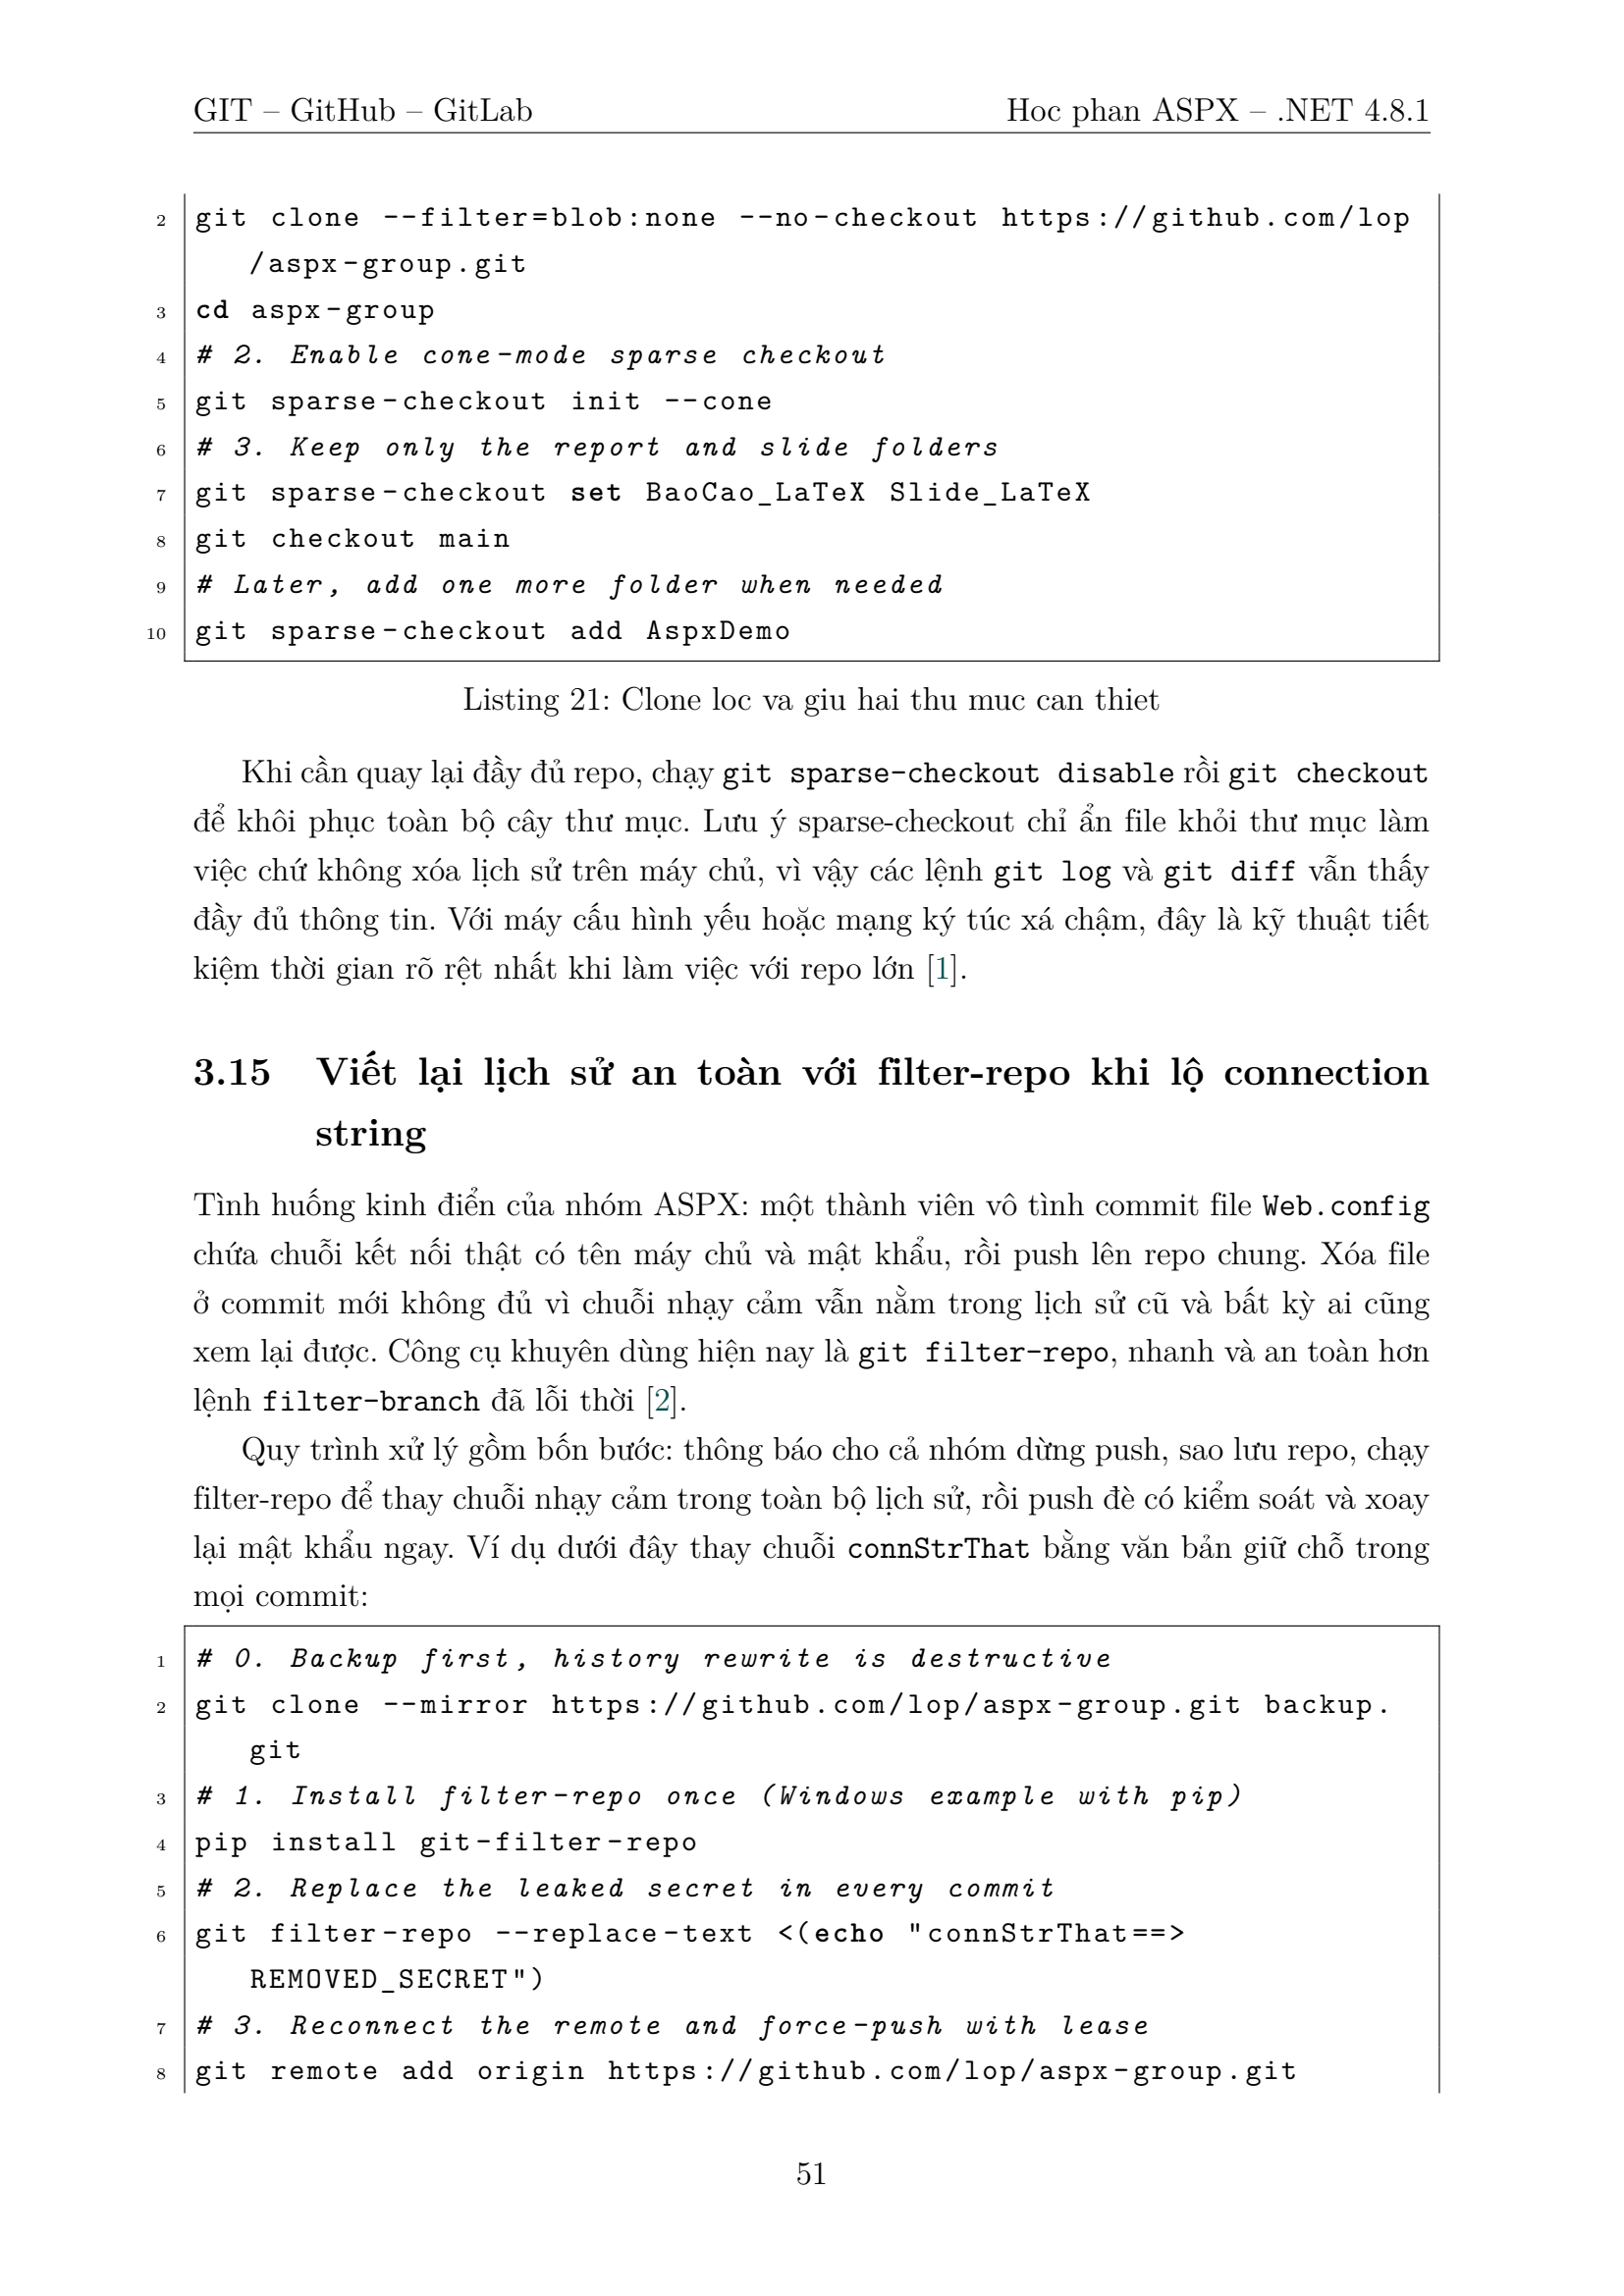 GIT – GitHub – GitLab Hoc phan ASPX – .NET 4.8.1
2 git clone --filter=blob:none --no-checkout https://github.com/lop
/aspx-group.git
3 cd aspx-group
4 # 2. Enable cone-mode sparse checkout
5 git sparse-checkout init --cone
6 # 3. Keep only the report and slide folders
7 git sparse-checkout set BaoCao_LaTeX Slide_LaTeX
8 git checkout main
9 # Later, add one more folder when needed
10 git sparse-checkout add AspxDemo
Listing 21: Clone loc va giu hai thu muc can thiet
Khi cần quay lại đầy đủ repo, chạy git sparse-checkout disable rồi git checkout
để khôi phục toàn bộ cây thư mục. Lưu ý sparse-checkout chỉ ẩn file khỏi thư mục làm
việc chứ không xóa lịch sử trên máy chủ, vì vậy các lệnh git log và git diff vẫn thấy
đầy đủ thông tin. Với máy cấu hình yếu hoặc mạng ký túc xá chậm, đây là kỹ thuật tiết
kiệm thời gian rõ rệt nhất khi làm việc với repo lớn [1].
3.15 Viết lại lịch sử an toàn với filter-repo khi lộ connection
string
Tình huống kinh điển của nhóm ASPX: một thành viên vô tình commit file Web.config
chứa chuỗi kết nối thật có tên máy chủ và mật khẩu, rồi push lên repo chung. Xóa file
ở commit mới không đủ vì chuỗi nhạy cảm vẫn nằm trong lịch sử cũ và bất kỳ ai cũng
xem lại được. Công cụ khuyên dùng hiện nay là git filter-repo, nhanh và an toàn hơn
lệnh filter-branch đã lỗi thời [2].
Quy trình xử lý gồm bốn bước: thông báo cho cả nhóm dừng push, sao lưu repo, chạy
filter-repo để thay chuỗi nhạy cảm trong toàn bộ lịch sử, rồi push đè có kiểm soát và xoay
lại mật khẩu ngay. Ví dụ dưới đây thay chuỗi connStrThat bằng văn bản giữ chỗ trong
mọi commit:
1 # 0. Backup first, history rewrite is destructive
2 git clone --mirror https://github.com/lop/aspx-group.git backup.
git
3 # 1. Install filter-repo once (Windows example with pip)
4 pip install git-filter-repo
5 # 2. Replace the leaked secret in every commit
6 git filter-repo --replace-text <(echo "connStrThat==>
REMOVED_SECRET")
7 # 3. Reconnect the remote and force-push with lease
8 git remote add origin https://github.com/lop/aspx-group.git
51